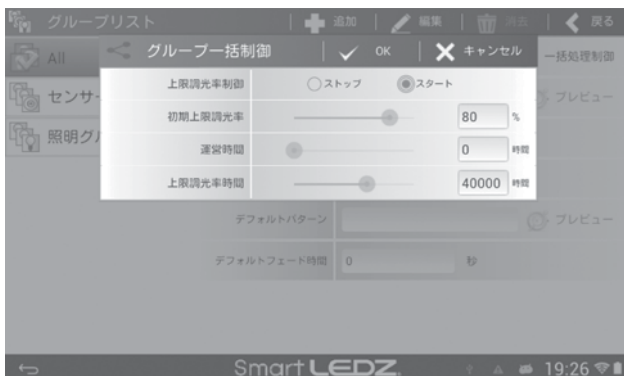 グループリスト 追加 編集 消去 戻る
グループ一括制御 OK キャンセル
All 一括処理制御
上限調光率制御 ストップ スタート
センサー プレビュー
初期上限調光率 80 %
照明グル
運営時間 0 時間
上限調光率時間 40000 時間
デフォルトパターン プレビュー
デフォルトフェード時間 0 秒
Smart LEDZ. 19:26